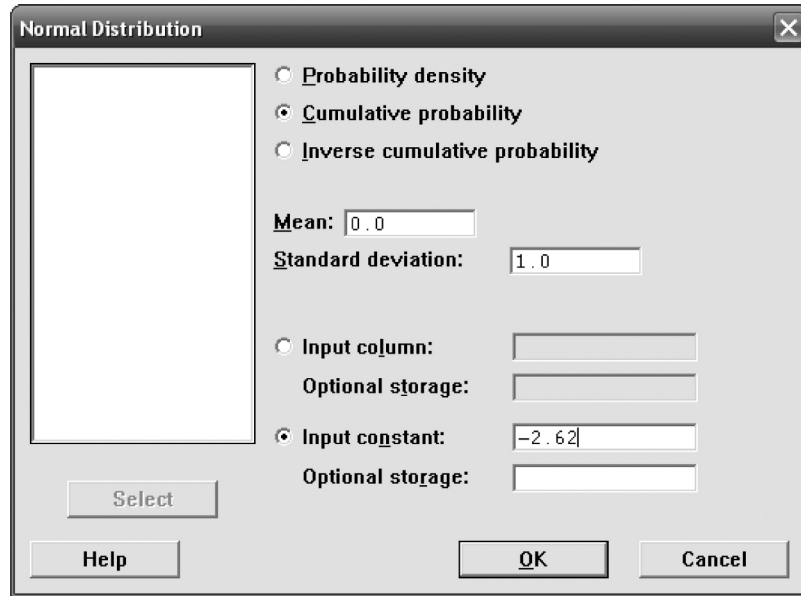 Normal Distribution
Probability density
Cumulative probability
Inverse cumulative probability
Mean: 0.0
Standard deviation: 1.0
Input column:
Optional storage:
Input constant: -2.62
Optional storage:
Select
Help OK Cancel